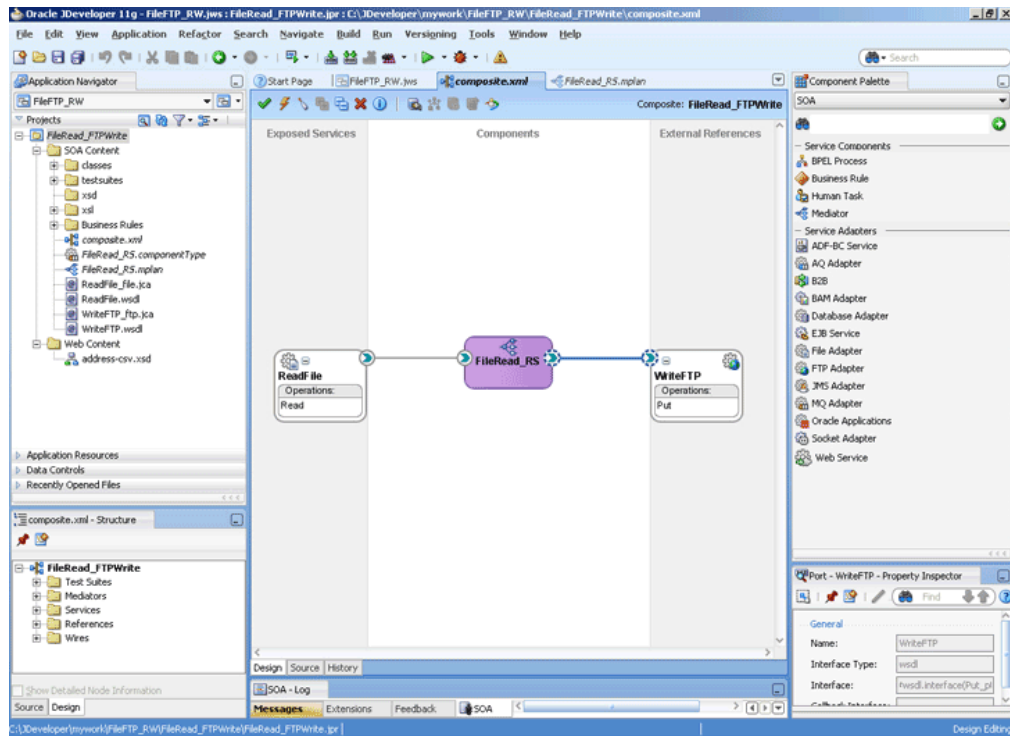 Oracle JDeveloper 11g - FileFTP_RW.jws : FileRead_FTPWrite.jpr : C:\JDeveloper\mywork\FileFTP_RW\FileRead_FTPWrite\composite.xml
File Edit View Application Refactor Search Navigate Build Run Versioning Tools Window Help
Search
Application Navigator
FileFTP_RW
Projects
FileRead_FTPWrite
SOA Content
classes
testsuites
xsd
xsl
Business Rules
composite.xml
FileRead_RS.componentType
FileRead_RS.mplan
ReadFile_file.jca
ReadFile.wsdl
WriteFTP_ftp.jca
WriteFTP.wsdl
Web Content
address-csv.xsd
Application Resources
Data Controls
Recently Opened Files
composite.xml - Structure
FileRead_FTPWrite
Test Suites
Mediators
Services
References
Wires
Show Detailed Node Information
Source Design
Start Page FileFTP_RW.jws composite.xml FileRead_RS.mplan
Composite: FileRead_FTPWrite
Exposed Services Components External References
ReadFile
Operations:
Read
FileRead_RS
WriteFTP
Operations:
Put
Design Source History
SOA - Log
Messages Extensions Feedback SOA
Component Palette
SOA
Service Components
BPEL Process
Business Rule
Human Task
Mediator
Service Adapters
ADF-BC Service
AQ Adapter
B2B
BAM Adapter
Database Adapter
EJB Service
File Adapter
FTP Adapter
JMS Adapter
MQ Adapter
Oracle Applications
Socket Adapter
Web Service
Port - WriteFTP - Property Inspector
Find
General
Name: WriteFTP
Interface Type: wsdl
Interface: #wsdl.interface(Put_pt
C:\JDeveloper\mywork\FileFTP_RW\FileRead_FTPWrite\FileRead_FTPWrite.jpr
Design Editing